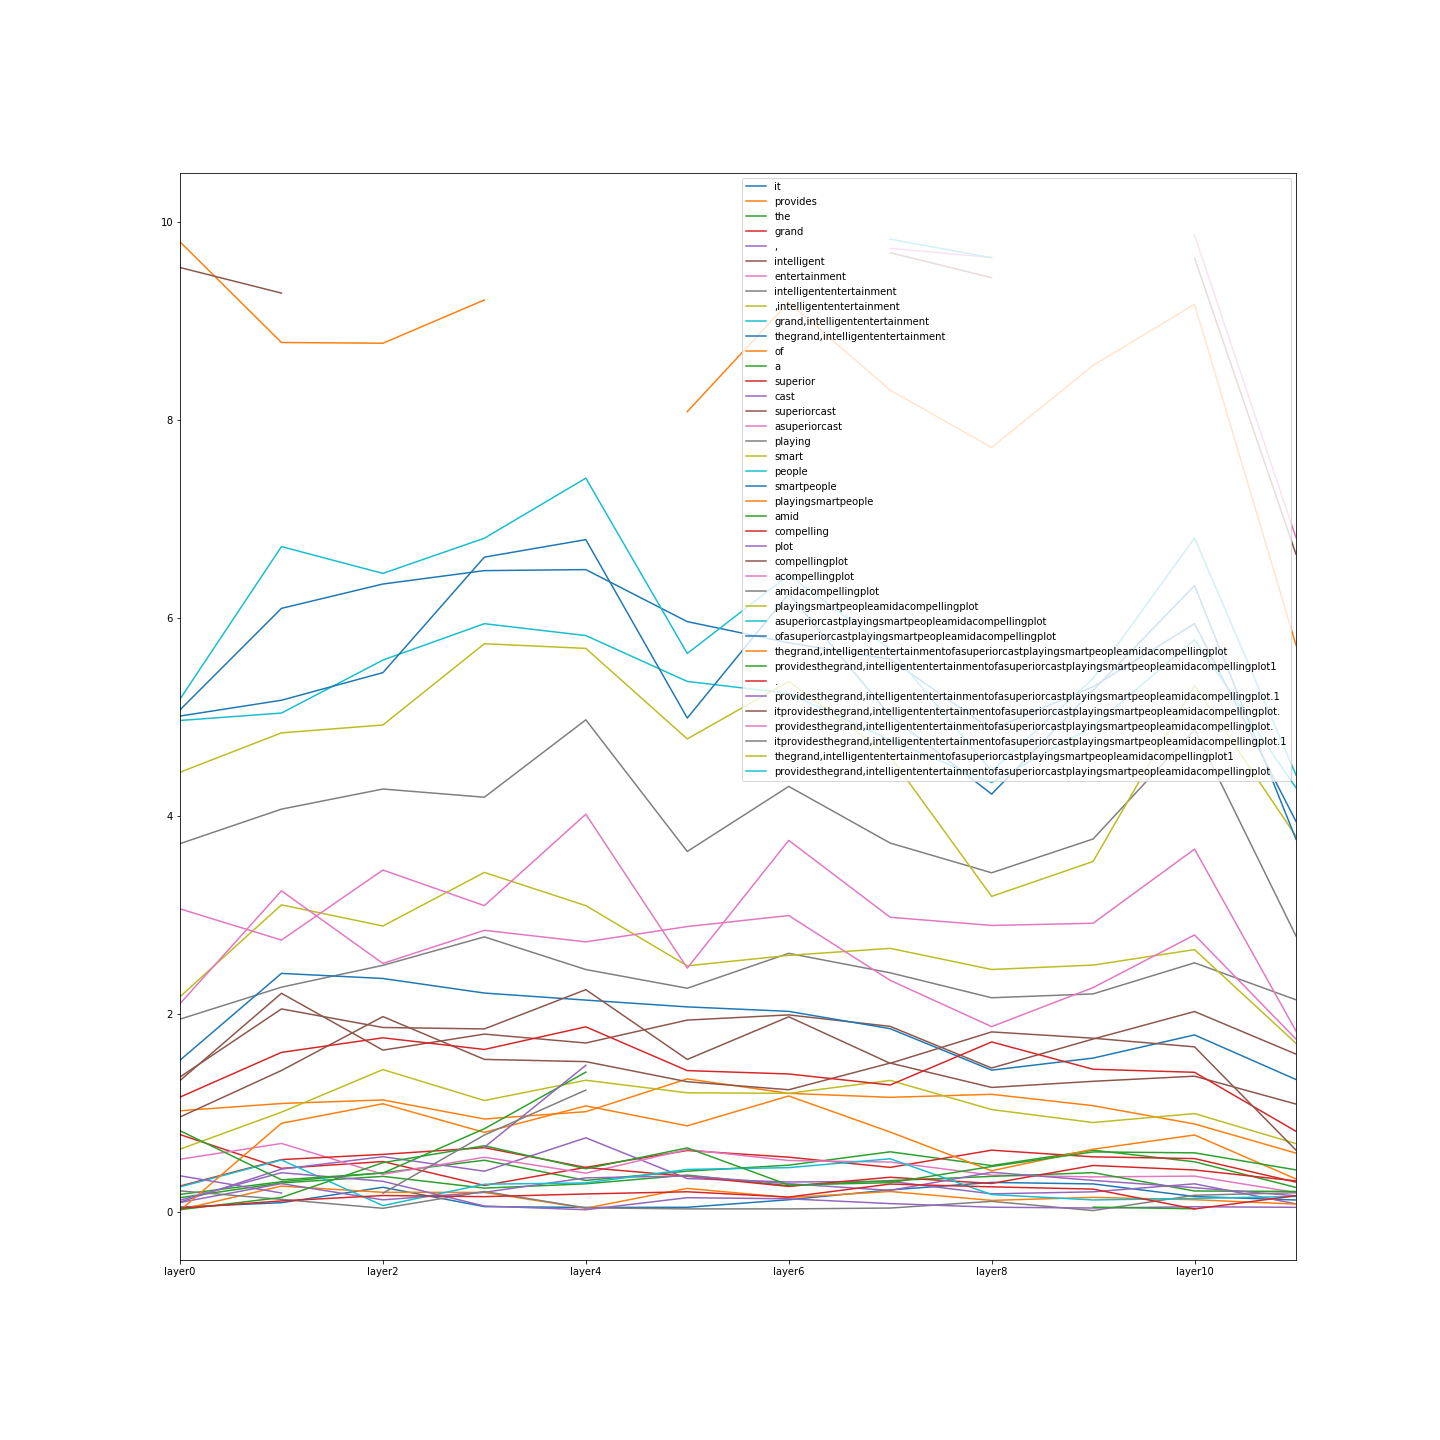 10
8
6
4
2
0
layer0
layer2
layer4
layer6
layer8
layer10
it
provides
the
grand
,
intelligent
entertainment
intelligententertainment
,intelligententertainment
grand,intelligententertainment
thegrand,intelligententertainment
of
a
superior
cast
superiorcast
asuperiorcast
playing
smart
people
smartpeople
playingsmartpeople
amid
compelling
plot
compellingplot
acompellingplot
amidacompellingplot
playingsmartpeopleamidacompellingplot
asuperiorcastplayingsmartpeopleamidacompellingplot
ofasuperiorcastplayingsmartpeopleamidacompellingplot
thegrand,intelligententertainmentofasuperiorcastplayingsmartpeopleamidacompellingplot
providesthegrand,intelligententertainmentofasuperiorcastplayingsmartpeopleamidacompellingplot1
.
providesthegrand,intelligententertainmentofasuperiorcastplayingsmartpeopleamidacompellingplot.1
itprovidesthegrand,intelligententertainmentofasuperiorcastplayingsmartpeopleamidacompellingplot.
providesthegrand,intelligententertainmentofasuperiorcastplayingsmartpeopleamidacompellingplot.
itprovidesthegrand,intelligententertainmentofasuperiorcastplayingsmartpeopleamidacompellingplot.1
thegrand,intelligententertainmentofasuperiorcastplayingsmartpeopleamidacompellingplot1
providesthegrand,intelligententertainmentofasuperiorcastplayingsmartpeopleamidacompellingplot